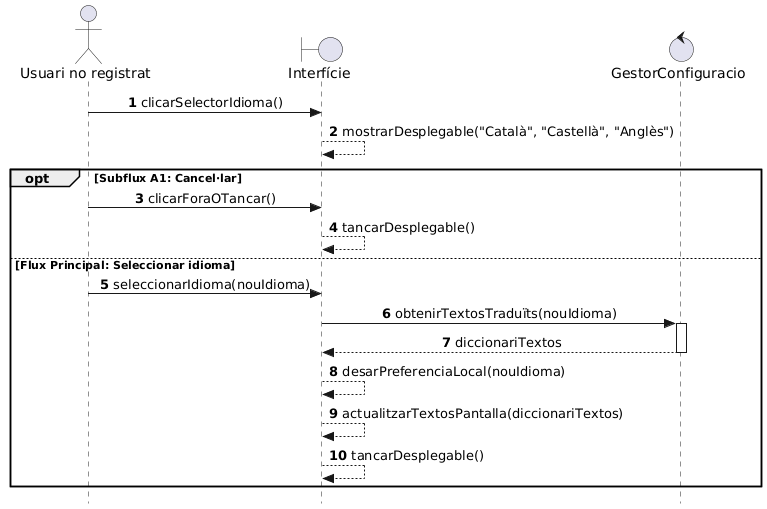 Usuari no registrat
Interfície
GestorConfiguracio
1 clicarSelectorIdioma()
2 mostrarDesplegable("Català", "Castellà", "Anglès")
opt [Subflux A1: Cancel·lar]
3 clicarForaOTancar()
4 tancarDesplegable()
[Flux Principal: Seleccionar idioma]
5 seleccionarIdioma(nouIdioma)
6 obtenirTextosTraduïts(nouIdioma)
7 diccionariTextos
8 desarPreferenciaLocal(nouIdioma)
9 actualitzarTextosPantalla(diccionariTextos)
10 tancarDesplegable()